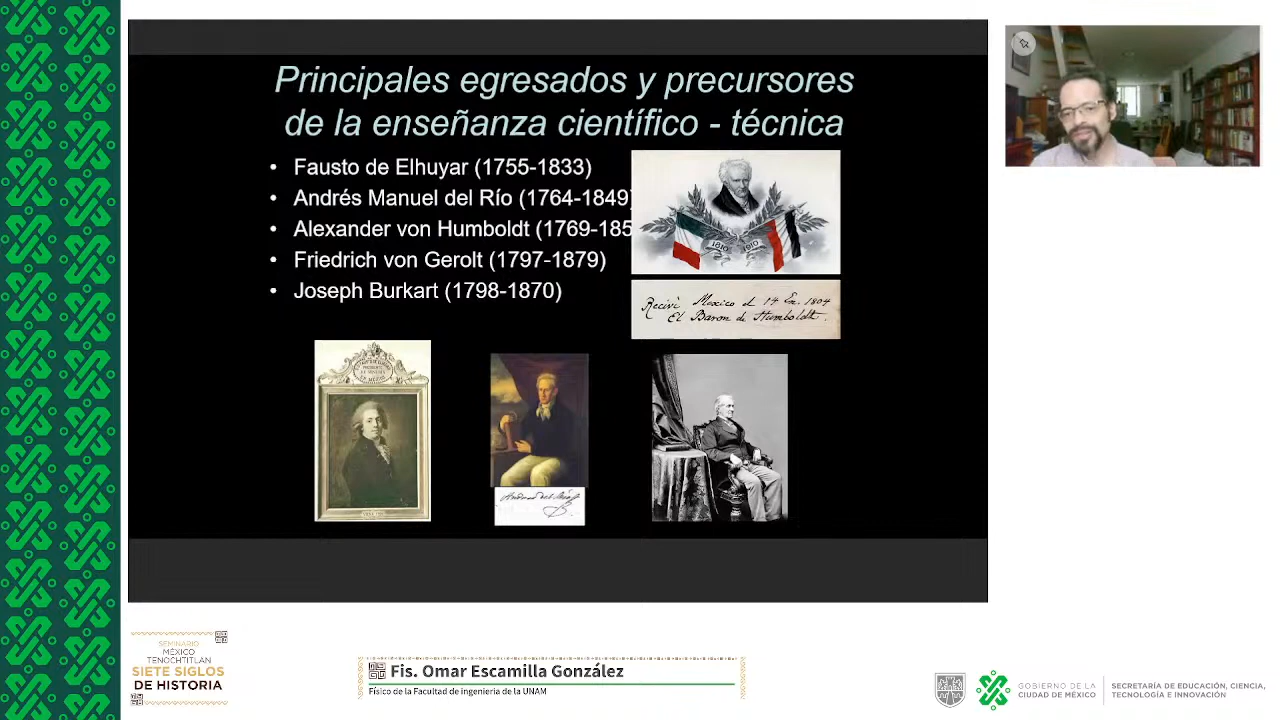 Principales egresados y precursores
de la enseñanza científico - técnica
• Fausto de Elhuyar (1755-1833)
• Andrés Manuel del Río (1764-1849)
• Alexander von Humboldt (1769-185
• Friedrich von Gerolt (1797-1879)
• Joseph Burkart (1798-1870)
1810 1910
Recivi Mexico d 14 En. 1804
El Baron de Humboldt.
SEMINARIO
MÉXICO
TENOCHTITLAN
SIETE SIGLOS
DE HISTORIA
Fis. Omar Escamilla González
Físico de la Facultad de ingeniería de la UNAM
GOBIERNO DE LA
CIUDAD DE MÉXICO
SECRETARÍA DE EDUCACIÓN, CIENCIA,
TECNOLOGÍA E INNOVACIÓN